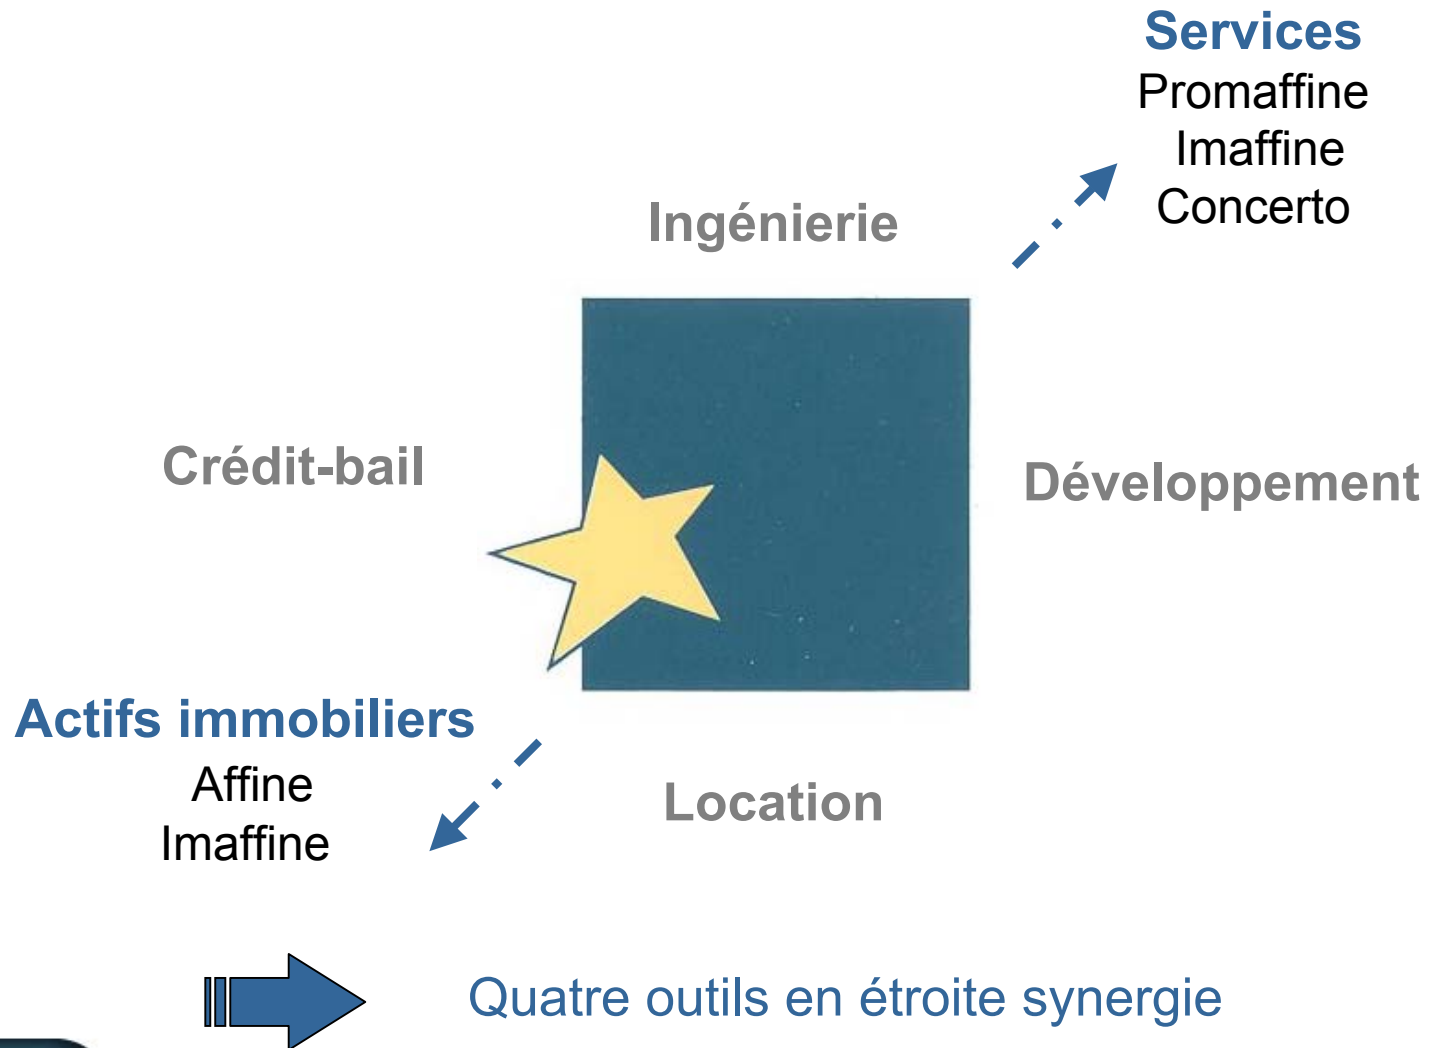 Services
Promaffine
Imaffine
Concerto
Ingénierie
Crédit-bail
Développement
Actifs immobiliers
Affine
Imaffine
Location
Quatre outils en étroite synergie